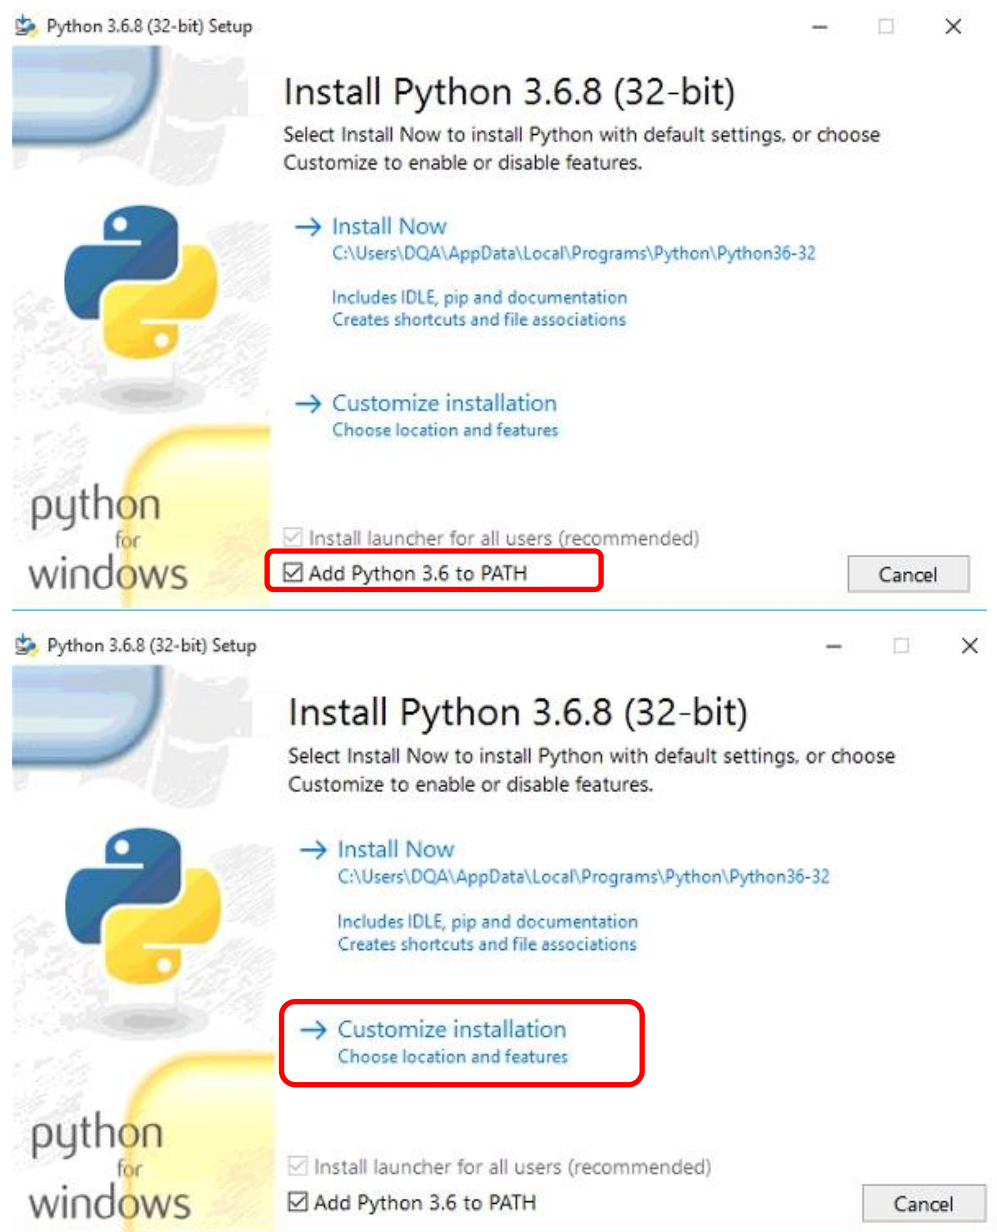 Python 3.6.8 (32-bit) Setup
Install Python 3.6.8 (32-bit)
Select Install Now to install Python with default settings, or choose
Customize to enable or disable features.
Install Now
C:\Users\DQA\AppData\Local\Programs\Python\Python36-32
Includes IDLE, pip and documentation
Creates shortcuts and file associations
Customize installation
Choose location and features
python
for
windows
Install launcher for all users (recommended)
Add Python 3.6 to PATH
Cancel
Python 3.6.8 (32-bit) Setup
Install Python 3.6.8 (32-bit)
Select Install Now to install Python with default settings, or choose
Customize to enable or disable features.
Install Now
C:\Users\DQA\AppData\Local\Programs\Python\Python36-32
Includes IDLE, pip and documentation
Creates shortcuts and file associations
Customize installation
Choose location and features
python
for
windows
Install launcher for all users (recommended)
Add Python 3.6 to PATH
Cancel